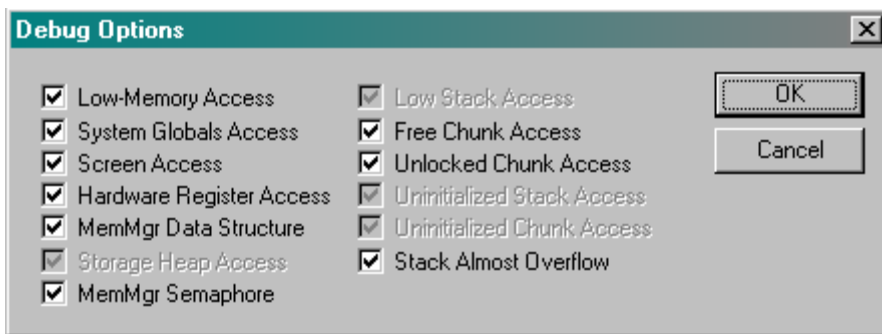 Debug Options
Low-Memory Access
System Globals Access
Screen Access
Hardware Register Access
MemMgr Data Structure
Storage Heap Access
MemMgr Semaphore
Low Stack Access
Free Chunk Access
Unlocked Chunk Access
Uninitialized Stack Access
Uninitialized Chunk Access
Stack Almost Overflow
OK
Cancel